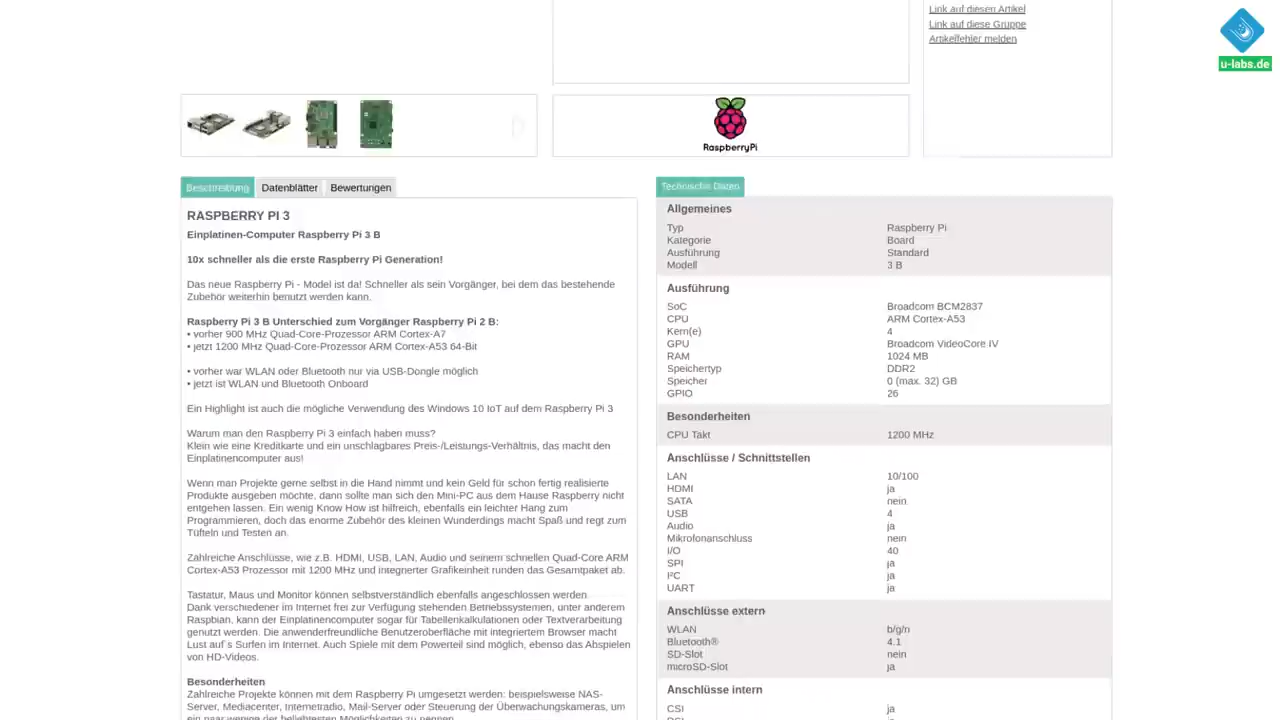 Link auf diesen Artikel
Link auf diese Gruppe
Artikelfehler melden
u-labs.de
RaspberryPi
Beschreibung Datenblätter Bewertungen
RASPBERRY PI 3
Einplatinen-Computer Raspberry Pi 3 B
10x schneller als die erste Raspberry Pi Generation!
Das neue Raspberry Pi - Model ist da! Schneller als sein Vorgänger, bei dem das bestehende
Zubehör weiterhin benutzt werden kann.
Raspberry Pi 3 B Unterschied zum Vorgänger Raspberry Pi 2 B:
• vorher 900 MHz Quad-Core-Prozessor ARM Cortex-A7
• jetzt 1200 MHz Quad-Core-Prozessor ARM Cortex-A53 64-Bit
• vorher war WLAN oder Bluetooth nur via USB-Dongle möglich
• jetzt ist WLAN und Bluetooth Onboard
Ein Highlight ist auch die mögliche Verwendung des Windows 10 IoT auf dem Raspberry Pi 3
Warum man den Raspberry Pi 3 einfach haben muss?
Klein wie eine Kreditkarte und ein unschlagbares Preis-/Leistungs-Verhältnis, das macht den
Einplatinencomputer aus!
Wenn man Projekte gerne selbst in die Hand nimmt und kein Geld für schon fertig realisierte
Produkte ausgeben möchte, dann sollte man sich den Mini-PC aus dem Hause Raspberry nicht
entgehen lassen. Ein wenig Know How ist hilfreich, ebenfalls ein leichter Hang zum
Programmieren, doch das enorme Zubehör des kleinen Wunderdings macht Spaß und regt zum
Tüfteln und Testen an.
Zahlreiche Anschlüsse, wie z.B. HDMI, USB, LAN, Audio und seinem schnellen Quad-Core ARM
Cortex-A53 Prozessor mit 1200 MHz und integrierter Grafikeinheit runden das Gesamtpaket ab.
Tastatur, Maus und Monitor können selbstverständlich ebenfalls angeschlossen werden.
Dank verschiedener im Internet frei zur Verfügung stehenden Betriebssystemen, unter anderem
Raspbian, kann der Einplatinencomputer sogar für Tabellenkalkulationen oder Textverarbeitung
genutzt werden. Die anwenderfreundliche Benutzeroberfläche mit integriertem Browser macht
Lust auf´s Surfen im Internet. Auch Spiele mit dem Powerteil sind möglich, ebenso das Abspielen
von HD-Videos.
Besonderheiten
Zahlreiche Projekte können mit dem Raspberry Pi umgesetzt werden: beispielsweise NAS-
Server, Mediacenter, Internetradio, Mail-Server oder Steuerung der Überwachungskameras, um
ein paar wenige der beliebtesten Möglichkeiten zu nennen.
Technische Daten
Allgemeines
Typ Raspberry Pi
Kategorie Board
Ausführung Standard
Modell 3 B
Ausführung
SoC Broadcom BCM2837
CPU ARM Cortex-A53
Kern(e) 4
GPU Broadcom VideoCore IV
RAM 1024 MB
Speichertyp DDR2
Speicher 0 (max. 32) GB
GPIO 26
Besonderheiten
CPU Takt 1200 MHz
Anschlüsse / Schnittstellen
LAN 10/100
HDMI ja
SATA nein
USB 4
Audio ja
Mikrofonanschluss nein
I/O 40
SPI ja
I²C ja
UART ja
Anschlüsse extern
WLAN b/g/n
Bluetooth® 4.1
SD-Slot nein
microSD-Slot ja
Anschlüsse intern
CSI ja